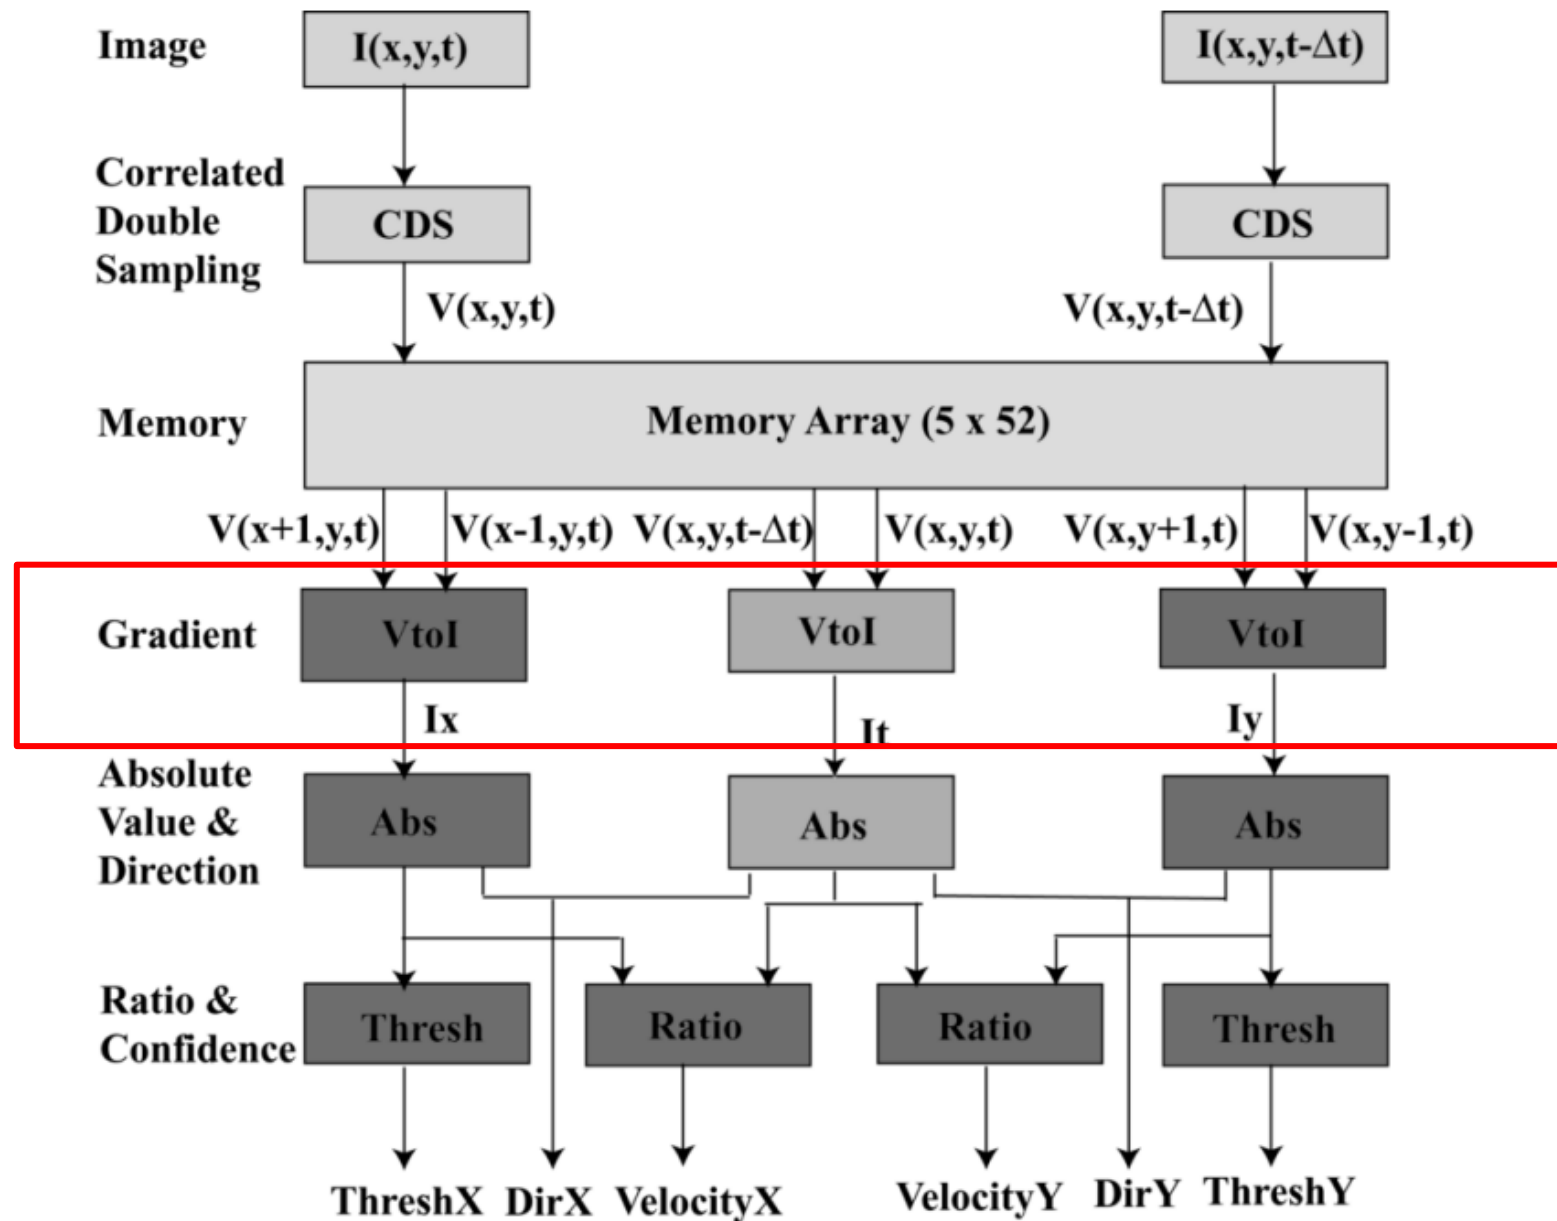 Image
I(x,y,t)
I(x,y,t-Δt)
Correlated
Double
Sampling
CDS
CDS
V(x,y,t)
V(x,y,t-Δt)
Memory
Memory Array (5 x 52)
V(x+1,y,t)
V(x-1,y,t)
V(x,y,t-Δt)
V(x,y,t)
V(x,y+1,t)
V(x,y-1,t)
Gradient
VtoI
VtoI
VtoI
Ix
It
Iy
Absolute
Value &
Direction
Abs
Abs
Abs
Ratio &
Confidence
Thresh
Ratio
Ratio
Thresh
ThreshX
DirX
VelocityX
VelocityY
DirY
ThreshY